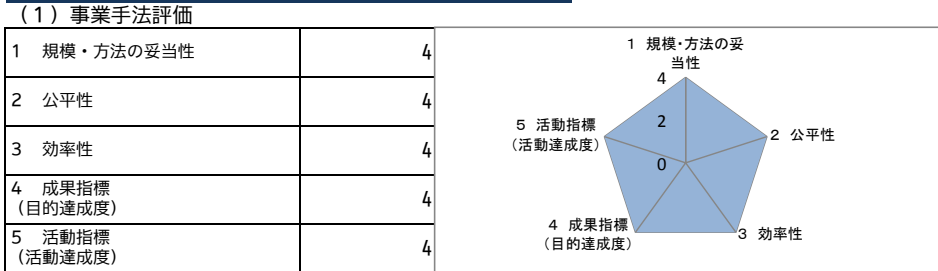 （1）事業手法評価
1　規模・方法の妥当性　4
2　公平性　4
3　効率性　4
4　成果指標
（目的達成度）　4
5　活動指標
（活動達成度）　4
1 規模・方法の妥
当性
4
2
0
2 公平性
3 効率性
4 成果指標
（目的達成度）
5 活動指標
（活動達成度）